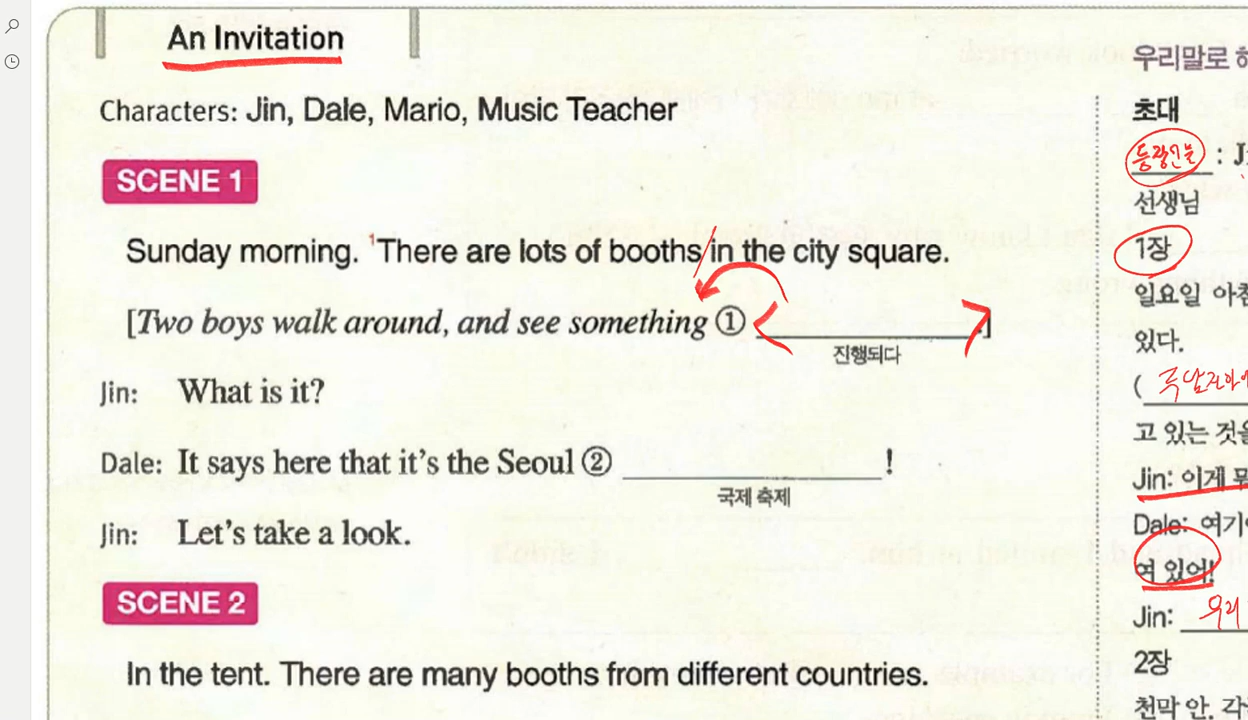 An Invitation
Characters: Jin, Dale, Mario, Music Teacher
SCENE 1
Sunday morning. ¹There are lots of booths in the city square.
[Two boys walk around, and see something ① ____________.]
진행되다
Jin: What is it?
Dale: It says here that it's the Seoul ② ____________ !
국제 축제
Jin: Let's take a look.
SCENE 2
In the tent. There are many booths from different countries.
우리말로
초대
등장인물 : J
선생님
1장
일요일 아침
있다.
(
고 있는 것을
Jin: 이게 무
Dale: 여기에
여 있어!
Jin: 우리
2장
천막 안. 각